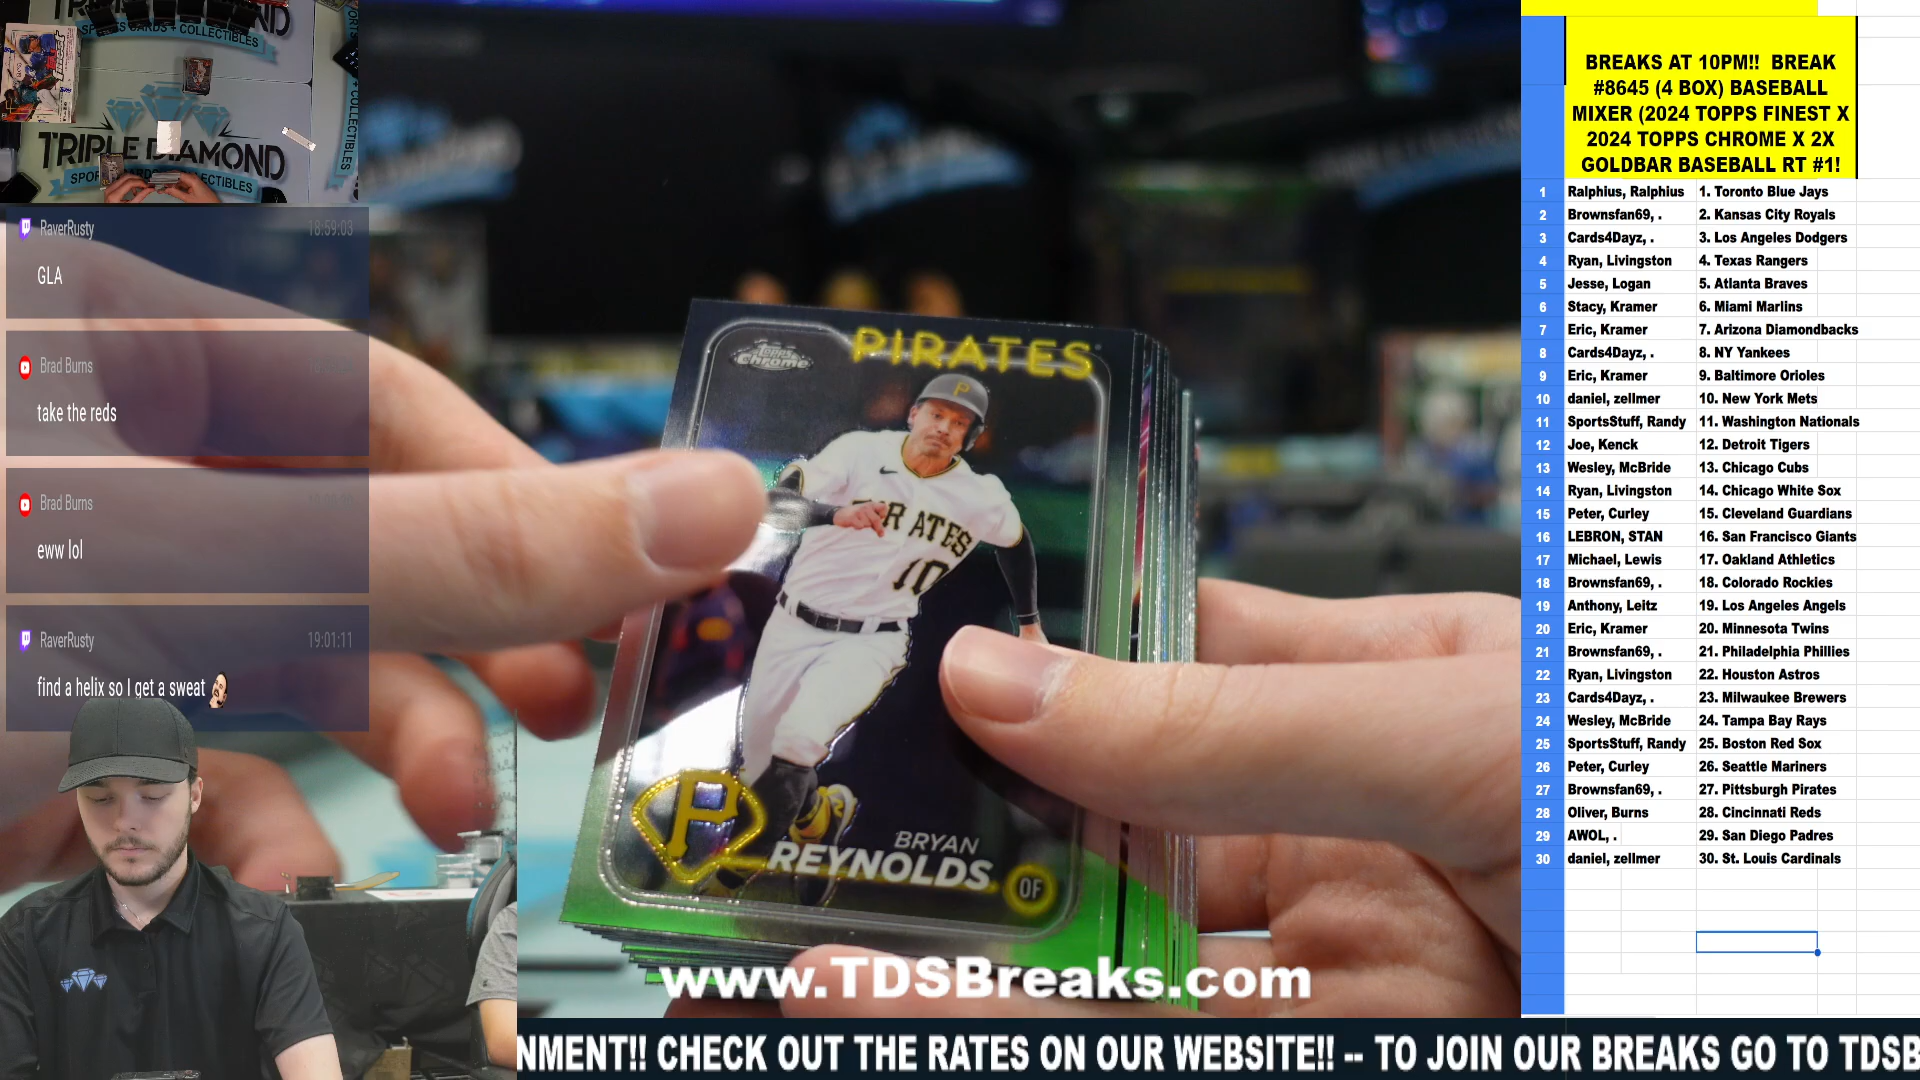 SPORTS CARDS + COLLECTIBLES
TRIPLE DIAMOND
+ COLLECTIBLES
RaverRusty 18:59:03
GLA
Brad Burns
take the reds
Brad Burns
eww lol
RaverRusty 19:01:11
find a helix so I get a sweat
PIRATES
Topps Chrome
P
PIRATES
10
P
BRYAN
REYNOLDS
OF
www.TDSBreaks.com
NMENT!! CHECK OUT THE RATES ON OUR WEBSITE!! -- TO JOIN OUR BREAKS GO TO TDSB
BREAKS AT 10PM!! BREAK
#8645 (4 BOX) BASEBALL
MIXER (2024 TOPPS FINEST X
2024 TOPPS CHROME X 2X
GOLDBAR BASEBALL RT #1!
1 Ralphius, Ralphius 1. Toronto Blue Jays
2 Brownsfan69, . 2. Kansas City Royals
3 Cards4Dayz, . 3. Los Angeles Dodgers
4 Ryan, Livingston 4. Texas Rangers
5 Jesse, Logan 5. Atlanta Braves
6 Stacy, Kramer 6. Miami Marlins
7 Eric, Kramer 7. Arizona Diamondbacks
8 Cards4Dayz, . 8. NY Yankees
9 Eric, Kramer 9. Baltimore Orioles
10 daniel, zellmer 10. New York Mets
11 SportsStuff, Randy 11. Washington Nationals
12 Joe, Kenck 12. Detroit Tigers
13 Wesley, McBride 13. Chicago Cubs
14 Ryan, Livingston 14. Chicago White Sox
15 Peter, Curley 15. Cleveland Guardians
16 LEBRON, STAN 16. San Francisco Giants
17 Michael, Lewis 17. Oakland Athletics
18 Brownsfan69, . 18. Colorado Rockies
19 Anthony, Leitz 19. Los Angeles Angels
20 Eric, Kramer 20. Minnesota Twins
21 Brownsfan69, . 21. Philadelphia Phillies
22 Ryan, Livingston 22. Houston Astros
23 Cards4Dayz, . 23. Milwaukee Brewers
24 Wesley, McBride 24. Tampa Bay Rays
25 SportsStuff, Randy 25. Boston Red Sox
26 Peter, Curley 26. Seattle Mariners
27 Brownsfan69, . 27. Pittsburgh Pirates
28 Oliver, Burns 28. Cincinnati Reds
29 AWOL, . 29. San Diego Padres
30 daniel, zellmer 30. St. Louis Cardinals